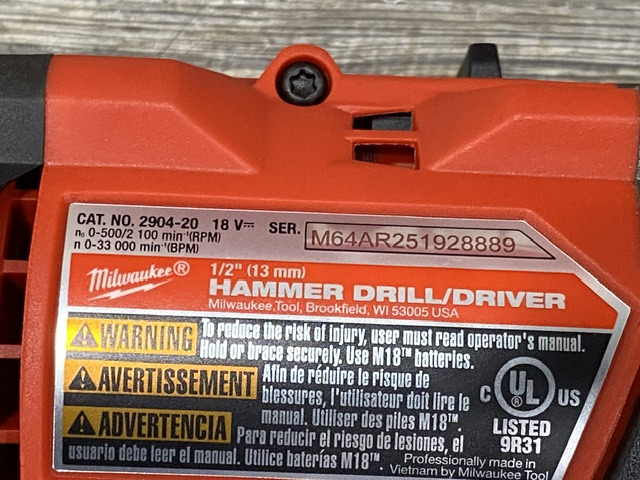 CAT. NO. 2904-20 18 V⎓ SER. M64AR251928889
n₀ 0-500/2 100 min⁻¹(RPM)
n 0-33 000 min⁻¹(BPM)
Milwaukee®
1/2" (13 mm)
HAMMER DRILL/DRIVER
Milwaukee Tool, Brookfield, WI 53005 USA
WARNING To reduce the risk of injury, user must read operator's manual.
Hold or brace securely. Use M18™ batteries.
AVERTISSEMENT Afin de réduire le risque de
blessures, l'utilisateur doit lire le
manual. Utiliser des piles M18™.
ADVERTENCIA Para reducir el riesgo de lesiones, el
usuario debe leer el manual. Utilice baterías M18™.
C UL® US
LISTED
9R31
Professionally made in
Vietnam by Milwaukee Tool